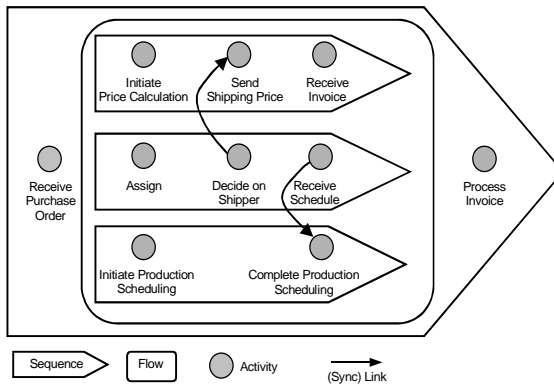 Initiate
Price Calculation
Send
Shipping Price
Receive
Invoice
Receive
Purchase
Order
Assign
Decide on
Shipper
Receive
Schedule
Process
Invoice
Initiate Production
Scheduling
Complete Production
Scheduling
Sequence
Flow
Activity
(Sync) Link